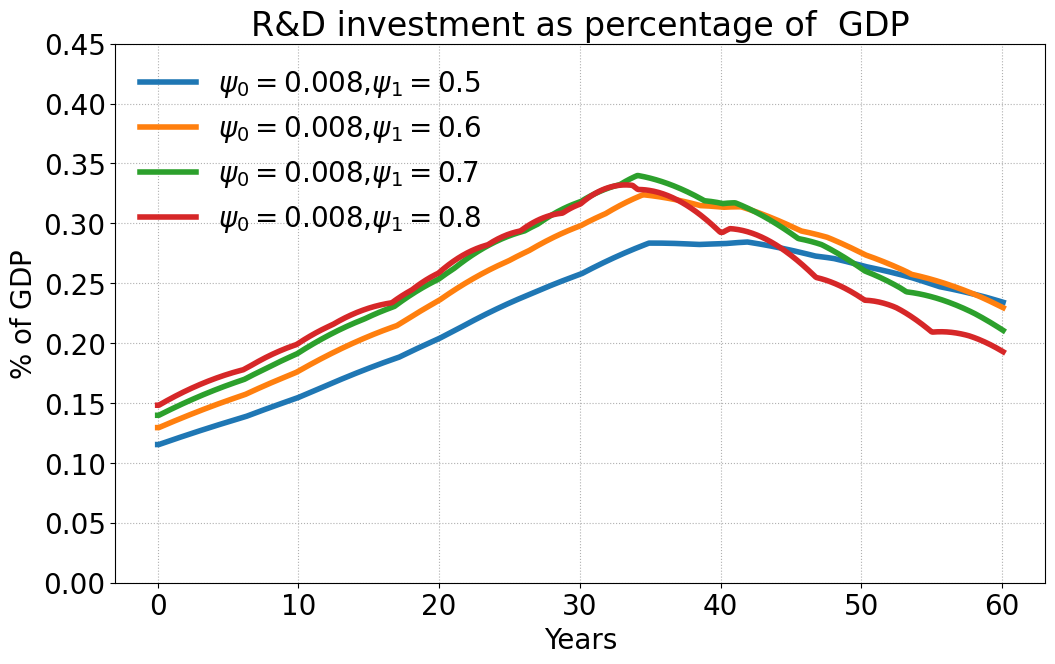 R&D investment as percentage of  GDP
% of GDP
0.45
0.40
0.35
0.30
0.25
0.20
0.15
0.10
0.05
0.00
ψ₀ = 0.008,ψ₁ = 0.5
ψ₀ = 0.008,ψ₁ = 0.6
ψ₀ = 0.008,ψ₁ = 0.7
ψ₀ = 0.008,ψ₁ = 0.8
0 10 20 30 40 50 60
Years